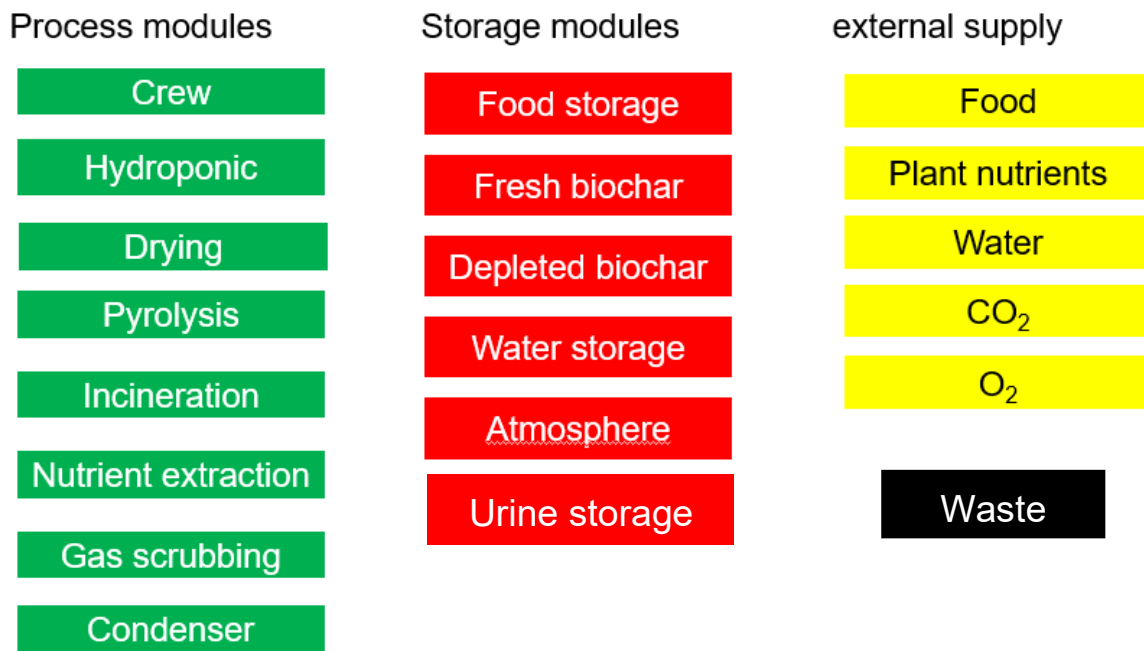 Process modules
Crew
Hydroponic
Drying
Pyrolysis
Incineration
Nutrient extraction
Gas scrubbing
Condenser
Storage modules
Food storage
Fresh biochar
Depleted biochar
Water storage
Atmosphere
Urine storage
external supply
Food
Plant nutrients
Water
CO₂
O₂
Waste